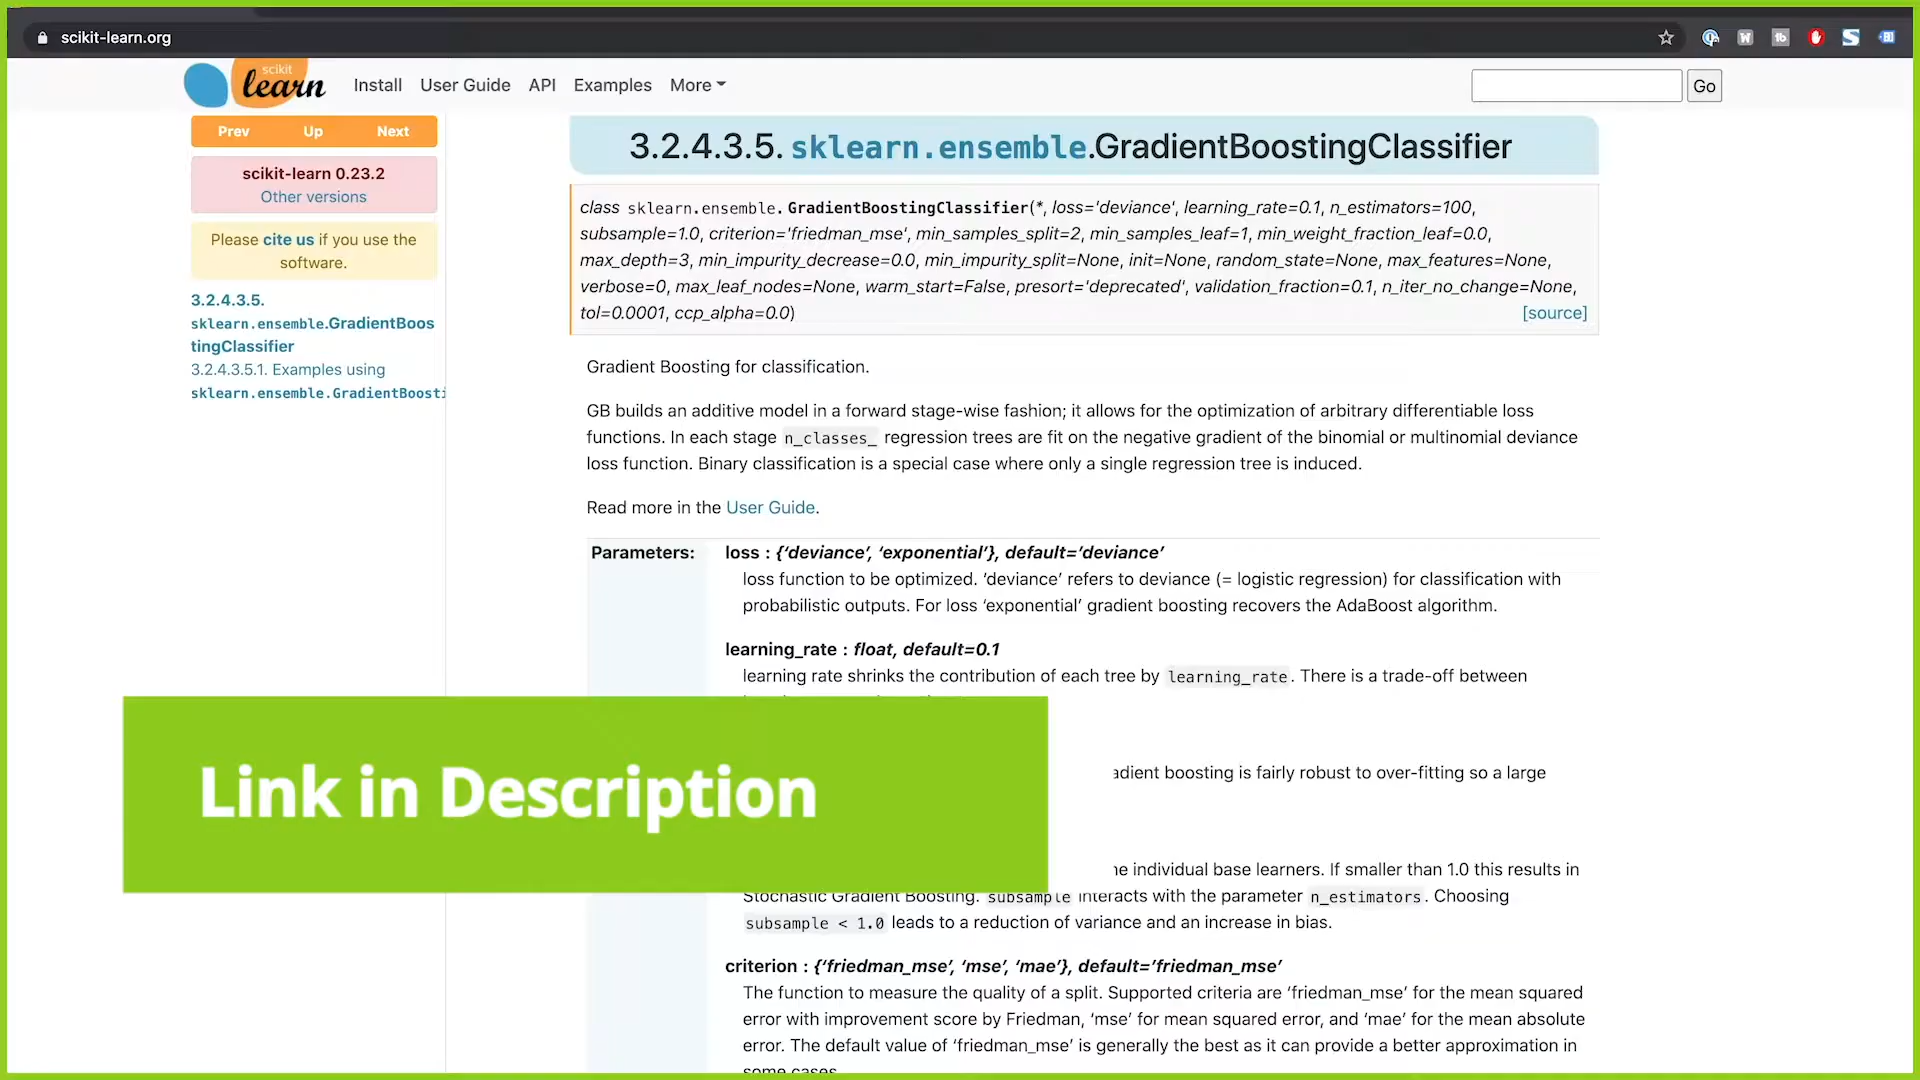 scikit-learn.org
scikit
learn
Install User Guide API Examples More
Go
Prev Up Next
scikit-learn 0.23.2
Other versions
Please cite us if you use the
software.
3.2.4.3.5.
sklearn.ensemble.GradientBoos
tingClassifier
3.2.4.3.5.1. Examples using
sklearn.ensemble.GradientBoosti
3.2.4.3.5. sklearn.ensemble.GradientBoostingClassifier
class sklearn.ensemble.GradientBoostingClassifier(*, loss='deviance', learning_rate=0.1, n_estimators=100,
subsample=1.0, criterion='friedman_mse', min_samples_split=2, min_samples_leaf=1, min_weight_fraction_leaf=0.0,
max_depth=3, min_impurity_decrease=0.0, min_impurity_split=None, init=None, random_state=None, max_features=None,
verbose=0, max_leaf_nodes=None, warm_start=False, presort='deprecated', validation_fraction=0.1, n_iter_no_change=None,
tol=0.0001, ccp_alpha=0.0) [source]
Gradient Boosting for classification.
GB builds an additive model in a forward stage-wise fashion; it allows for the optimization of arbitrary differentiable loss
functions. In each stage n_classes_ regression trees are fit on the negative gradient of the binomial or multinomial deviance
loss function. Binary classification is a special case where only a single regression tree is induced.
Read more in the User Guide.
Parameters: loss : {‘deviance’, ‘exponential’}, default=’deviance’
loss function to be optimized. ‘deviance’ refers to deviance (= logistic regression) for classification with
probabilistic outputs. For loss ‘exponential’ gradient boosting recovers the AdaBoost algorithm.
learning_rate : float, default=0.1
learning rate shrinks the contribution of each tree by learning_rate. There is a trade-off between
Link in Description
boosting is fairly robust to over-fitting so a large
individual base learners. If smaller than 1.0 this results in
Stochastic Gradient Boosting. subsample interacts with the parameter n_estimators. Choosing
subsample < 1.0 leads to a reduction of variance and an increase in bias.
criterion : {‘friedman_mse’, ‘mse’, ‘mae’}, default=’friedman_mse’
The function to measure the quality of a split. Supported criteria are ‘friedman_mse’ for the mean squared
error with improvement score by Friedman, ‘mse’ for mean squared error, and ‘mae’ for the mean absolute
error. The default value of ‘friedman_mse’ is generally the best as it can provide a better approximation in
some cases.